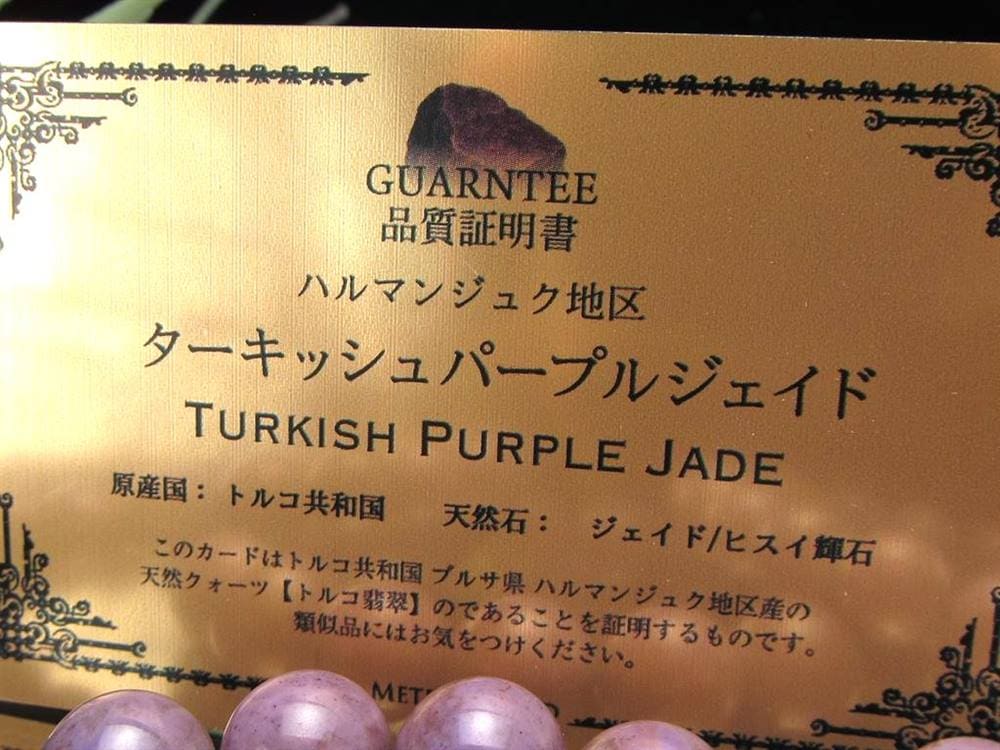 GUARNTEE
品質証明書
ハルマンジュク地区
ターキッシュパープルジェイド
TURKISH PURPLE JADE
原産国： トルコ共和国　天然石：　ジェイド/ヒスイ輝石
このカードはトルコ共和国 ブルサ県 ハルマンジュク地区産の
天然クォーツ【トルコ翡翠】のであることを証明するものです。
類似品にはお気をつけください。